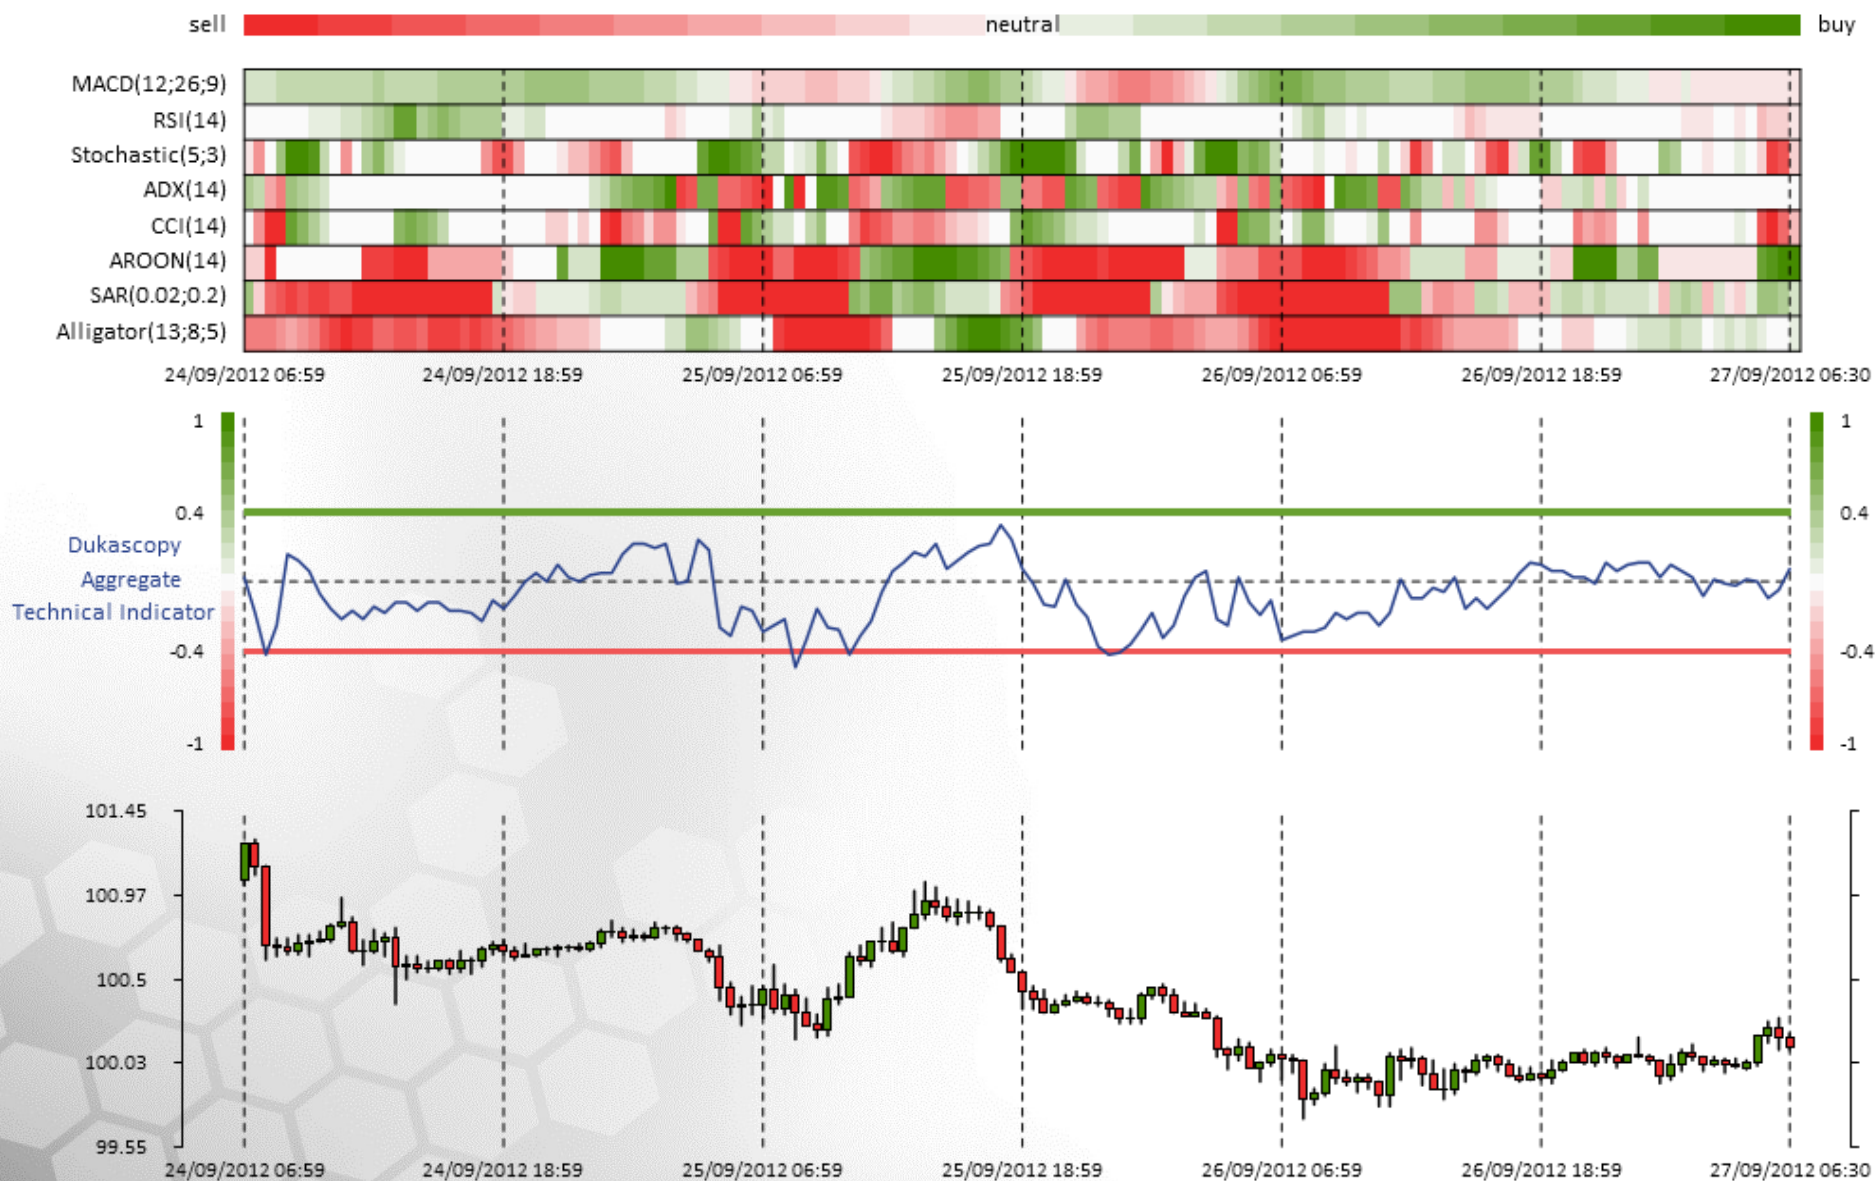 sell neutral buy
MACD(12;26;9)
RSI(14)
Stochastic(5;3)
ADX(14)
CCI(14)
AROON(14)
SAR(0.02;0.2)
Alligator(13;8;5)
24/09/2012 06:59 24/09/2012 18:59 25/09/2012 06:59 25/09/2012 18:59 26/09/2012 06:59 26/09/2012 18:59 27/09/2012 06:30
1 1
0.4 0.4
Dukascopy
Aggregate
Technical Indicator
-0.4 -0.4
-1 -1
101.45
100.97
100.5
100.03
99.55
24/09/2012 06:59 24/09/2012 18:59 25/09/2012 06:59 25/09/2012 18:59 26/09/2012 06:59 26/09/2012 18:59 27/09/2012 06:30